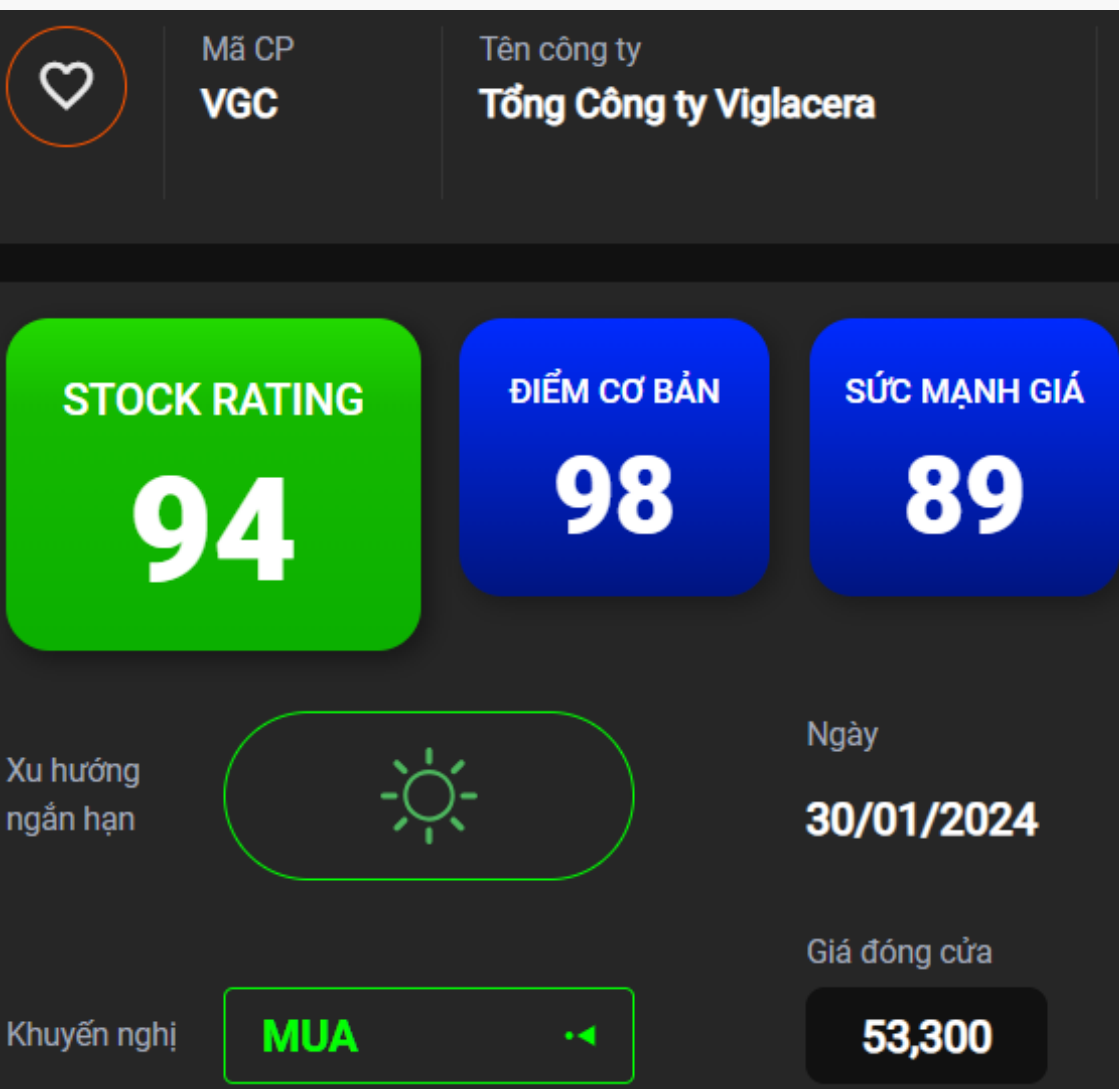 Mã CP
VGC
Tên công ty
Tổng Công ty Viglacera
STOCK RATING
94
ĐIỂM CƠ BẢN
98
SỨC MẠNH GIÁ
89
Xu hướng
ngắn hạn
Ngày
30/01/2024
Khuyến nghị
MUA
Giá đóng cửa
53,300